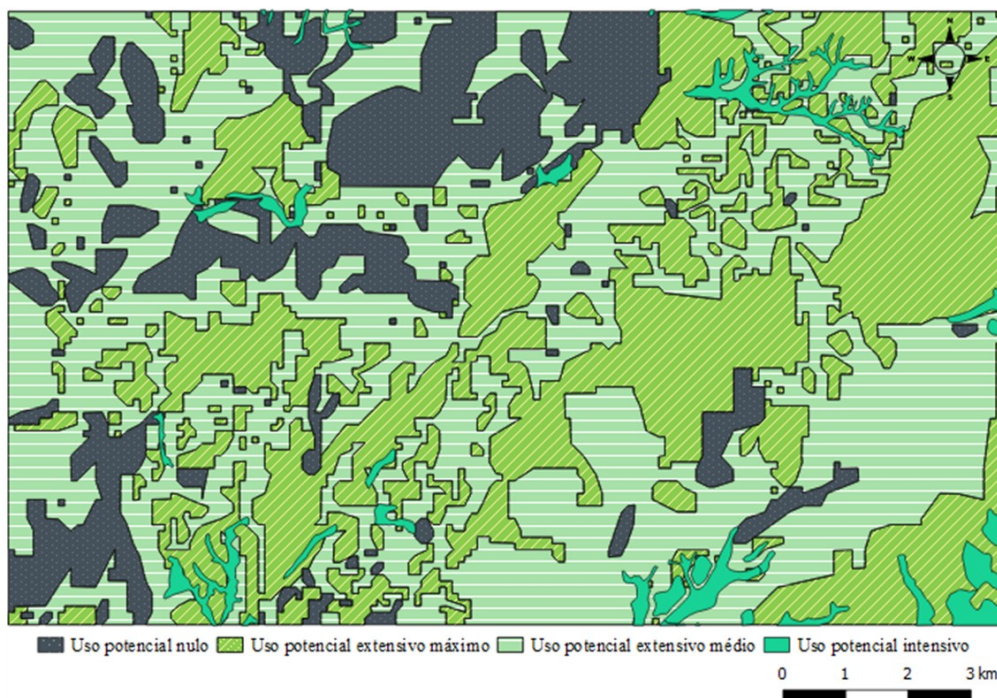 N
W E
S
Uso potencial nulo Uso potencial extensivo máximo Uso potencial extensivo médio Uso potencial intensivo
0 1 2 3 km